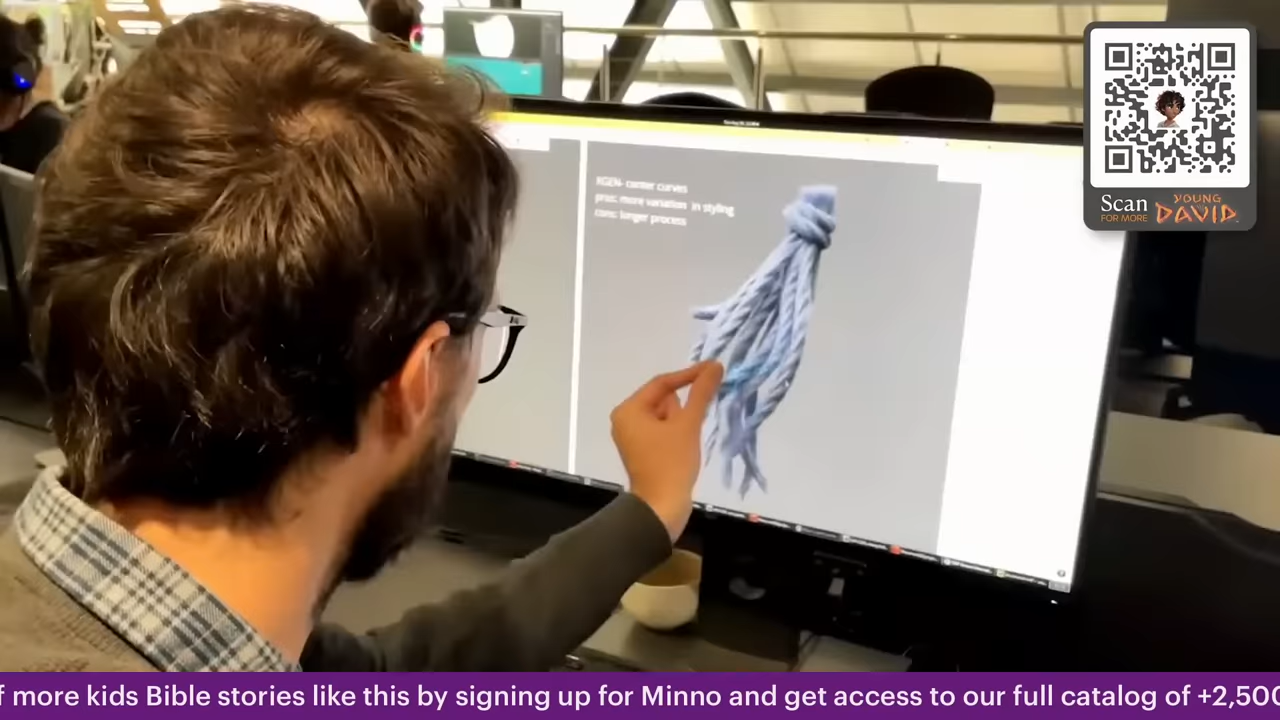 XGEN- comer curves
pros: more variation in styling
cons: longer process
Scan
FOR MORE
YOUNG
DAVID
f more kids Bible stories like this by signing up for Minno and get access to our full catalog of +2,500